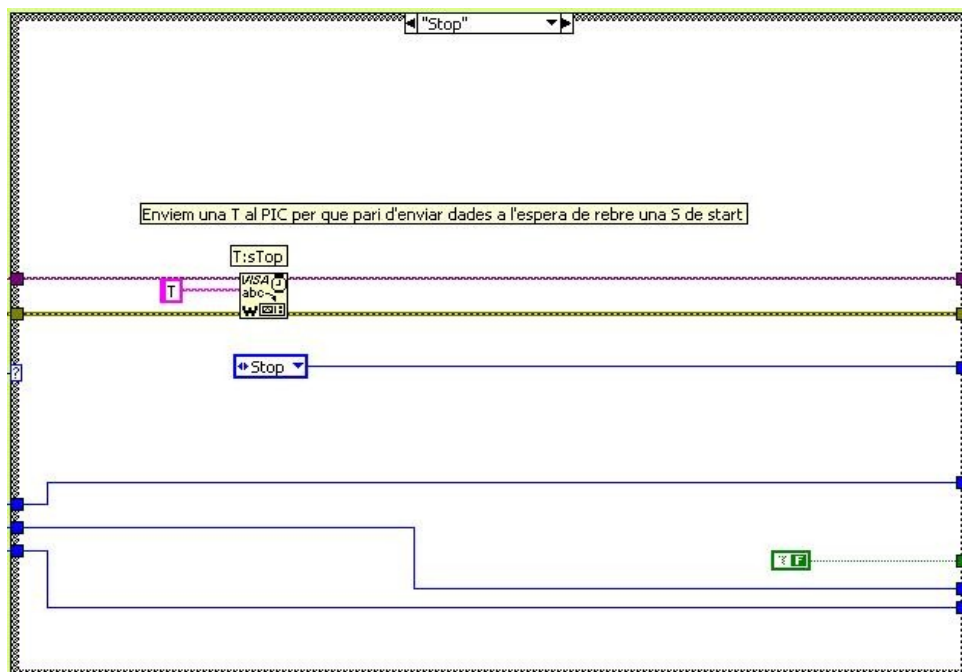 "Stop"
Enviem una T al PIC per que pari d'enviar dades a l'espera de rebre una S de start
T:sTop
VISA
T
abc
W
Stop
?
F